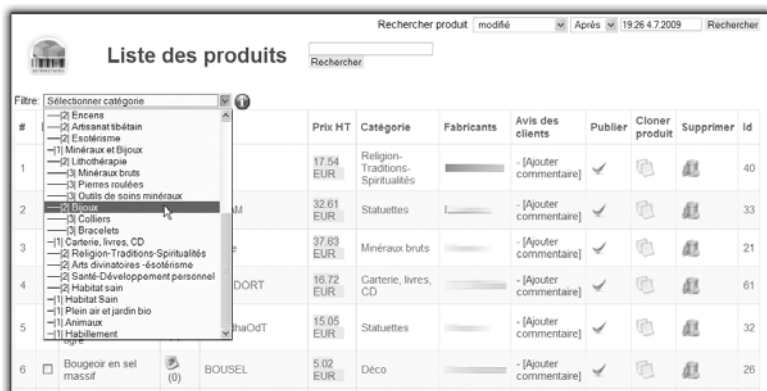 Rechercher produit modifié Après 19:26 4.7.2009 Rechercher
Liste des produits
Rechercher
Filtre: Sélectionner catégorie
|2| Encens
|2| Artisanat tibétain
|2| Esotérisme
|1| Minéraux et Bijoux
|2| Lithothérapie
|3| Minéraux bruts
|3| Pierres roulées
|3| Outils de soins minéraux
|2| Bijoux
|3| Colliers
|3| Bracelets
|1| Carterie, livres, CD
|2| Religion-Traditions-Spiritualités
|2| Arts divinatoires -ésotérisme
|2| Santé-Développement personnel
|2| Habitat sain
|1| Habitat Sain
|1| Plein air et jardin bio
|1| Animaux
|1| Habillement
# Prix HT Catégorie Fabricants Avis des clients Publier Cloner produit Supprimer Id
1 17.54 EUR Religion-Traditions-Spiritualités - [Ajouter commentaire] 40
2 AM 32.61 EUR Statuettes - [Ajouter commentaire] 33
3 e 37.63 EUR Minéraux bruts - [Ajouter commentaire] 21
4 DORT 16.72 EUR Carterie, livres, CD - [Ajouter commentaire] 61
5 tigre dhaOdT 15.05 EUR Statuettes - [Ajouter commentaire] 32
6 Bougeoir en sel massif (0) BOUSEL 5.02 EUR Déco - [Ajouter commentaire] 26